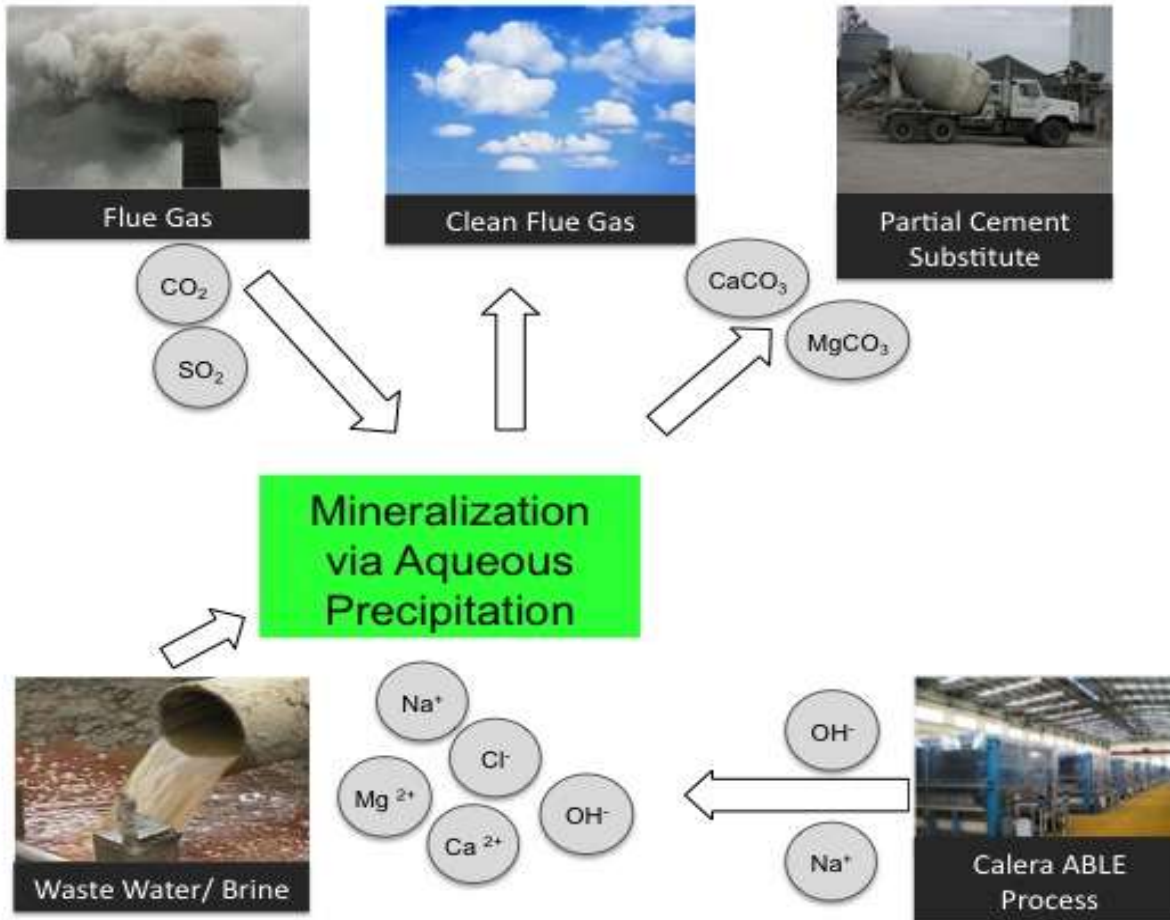 Flue Gas
Clean Flue Gas
Partial Cement
Substitute
CO₂
SO₂
CaCO₃
MgCO₃
Mineralization
via Aqueous
Precipitation
Na⁺
Cl⁻
Mg ²⁺
Ca ²⁺
OH⁻
OH⁻
Na⁺
Waste Water/ Brine
Calera ABLE
Process